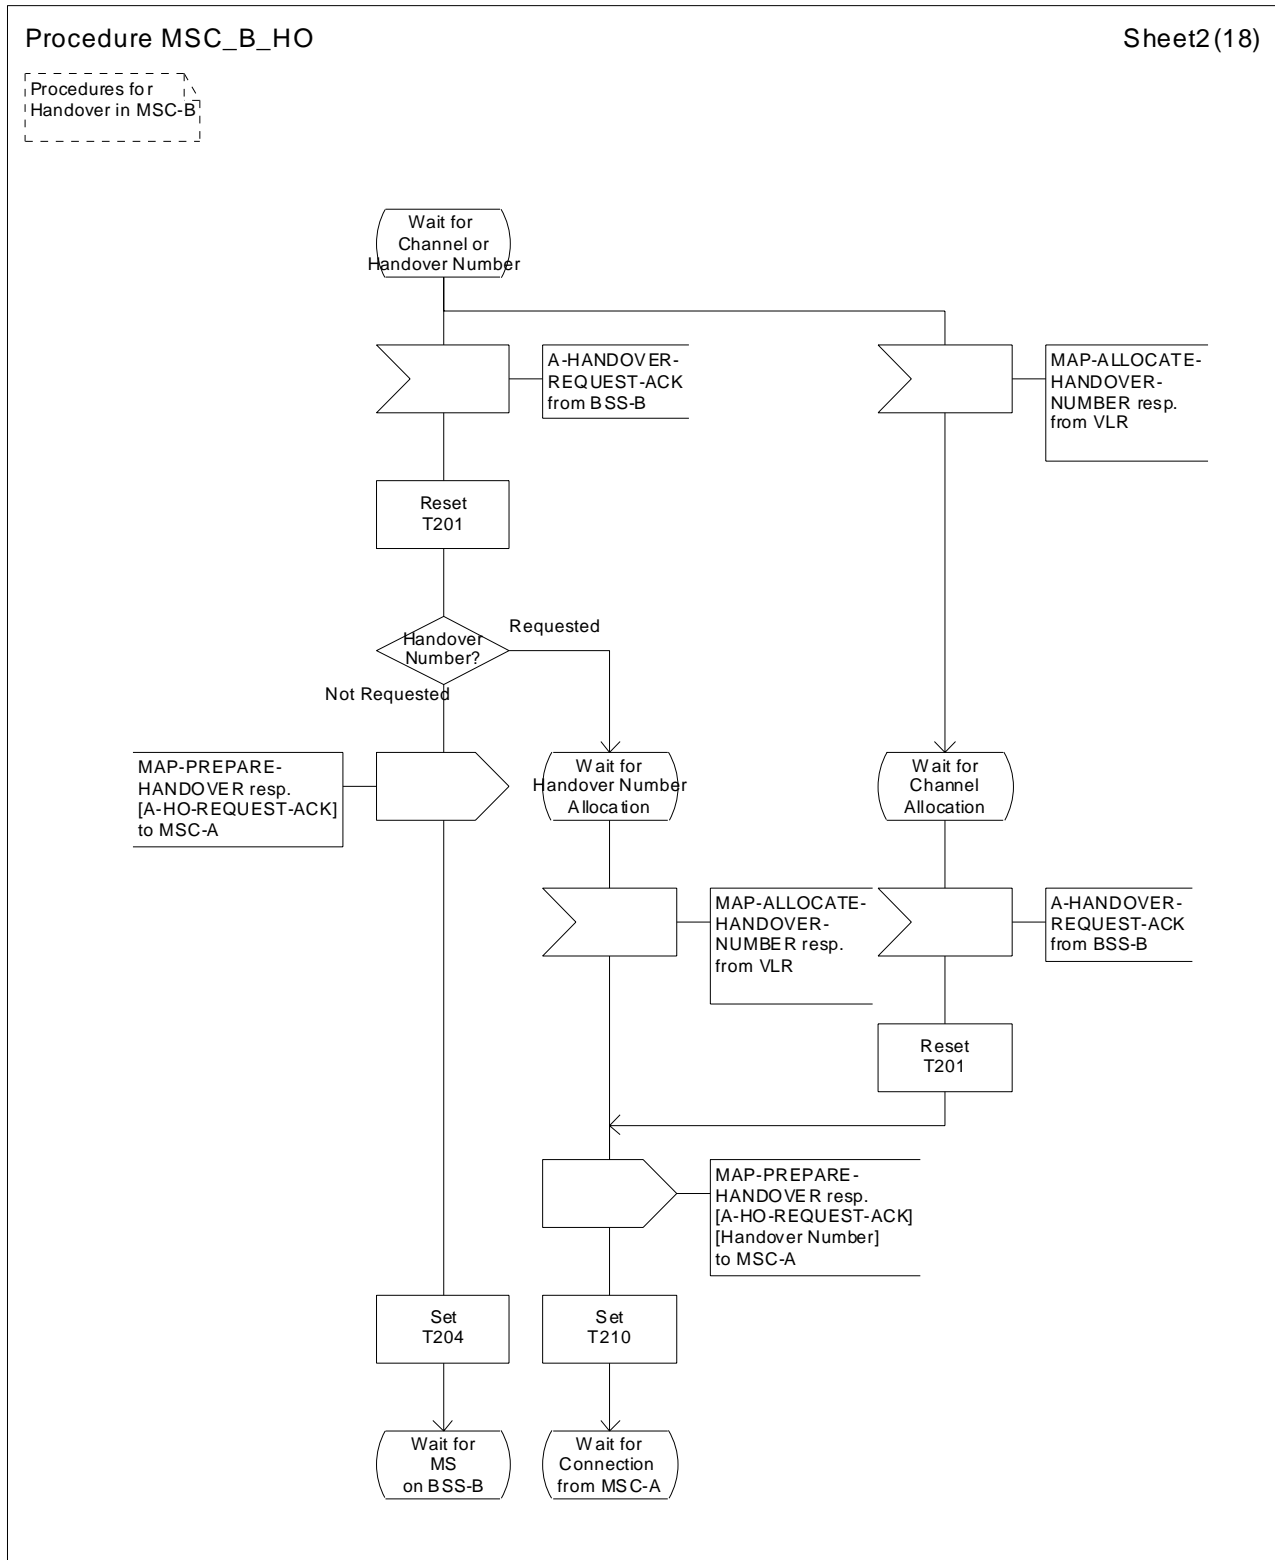 Procedure MSC_B_HO
Sheet2(18)
Procedures for
Handover in MSC-B
Wait for
Channel or
Handover Number
A-HANDOVER-
REQUEST-ACK
from BSS-B
MAP-ALLOCATE-
HANDOVER-
NUMBER resp.
from VLR
Reset
T201
Handover
Number?
Requested
Not Requested
MAP-PREPARE-
HANDOVER resp.
[A-HO-REQUEST-ACK]
to MSC-A
Wait for
Handover Number
Allocation
Wait for
Channel
Allocation
MAP-ALLOCATE-
HANDOVER-
NUMBER resp.
from VLR
A-HANDOVER-
REQUEST-ACK
from BSS-B
Reset
T201
MAP-PREPARE-
HANDOVER resp.
[A-HO-REQUEST-ACK]
[Handover Number]
to MSC-A
Set
T204
Set
T210
Wait for
MS
on BSS-B
Wait for
Connection
from MSC-A